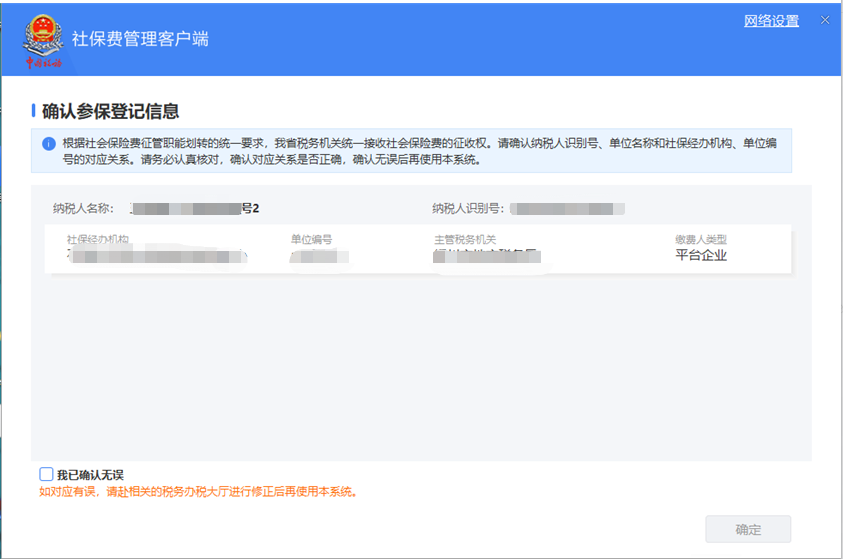 网络设置
社保费管理客户端
确认参保登记信息
根据社会保险费征管职能划转的统一要求，我省税务机关统一接收社会保险费的征收权。请确认纳税人识别号、单位名称和社保经办机构、单位编
号的对应关系。请务必认真核对，确认对应关系是否正确，确认无误后再使用本系统。
纳税人名称： 号2 纳税人识别号：
社保经办机构 单位编号 主管税务机关 缴费人类型
平台企业
我已确认无误
如对应有误，请赴相关的税务办税大厅进行修正后再使用本系统。
确定